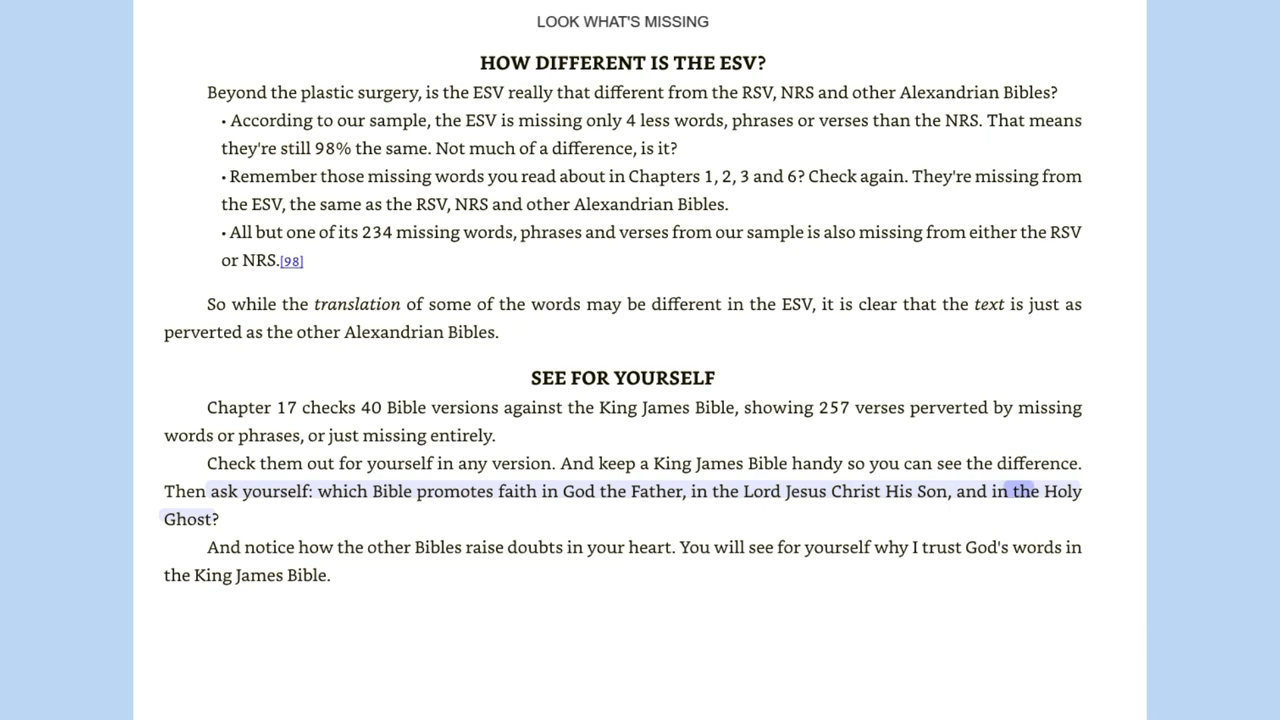 LOOK WHAT'S MISSING
HOW DIFFERENT IS THE ESV?
Beyond the plastic surgery, is the ESV really that different from the RSV, NRS and other Alexandrian Bibles?
• According to our sample, the ESV is missing only 4 less words, phrases or verses than the NRS. That means
they're still 98% the same. Not much of a difference, is it?
• Remember those missing words you read about in Chapters 1, 2, 3 and 6? Check again. They're missing from
the ESV, the same as the RSV, NRS and other Alexandrian Bibles.
• All but one of its 234 missing words, phrases and verses from our sample is also missing from either the RSV
or NRS.[98]
So while the translation of some of the words may be different in the ESV, it is clear that the text is just as
perverted as the other Alexandrian Bibles.
SEE FOR YOURSELF
Chapter 17 checks 40 Bible versions against the King James Bible, showing 257 verses perverted by missing
words or phrases, or just missing entirely.
Check them out for yourself in any version. And keep a King James Bible handy so you can see the difference.
Then ask yourself: which Bible promotes faith in God the Father, in the Lord Jesus Christ His Son, and in the Holy
Ghost?
And notice how the other Bibles raise doubts in your heart. You will see for yourself why I trust God's words in
the King James Bible.